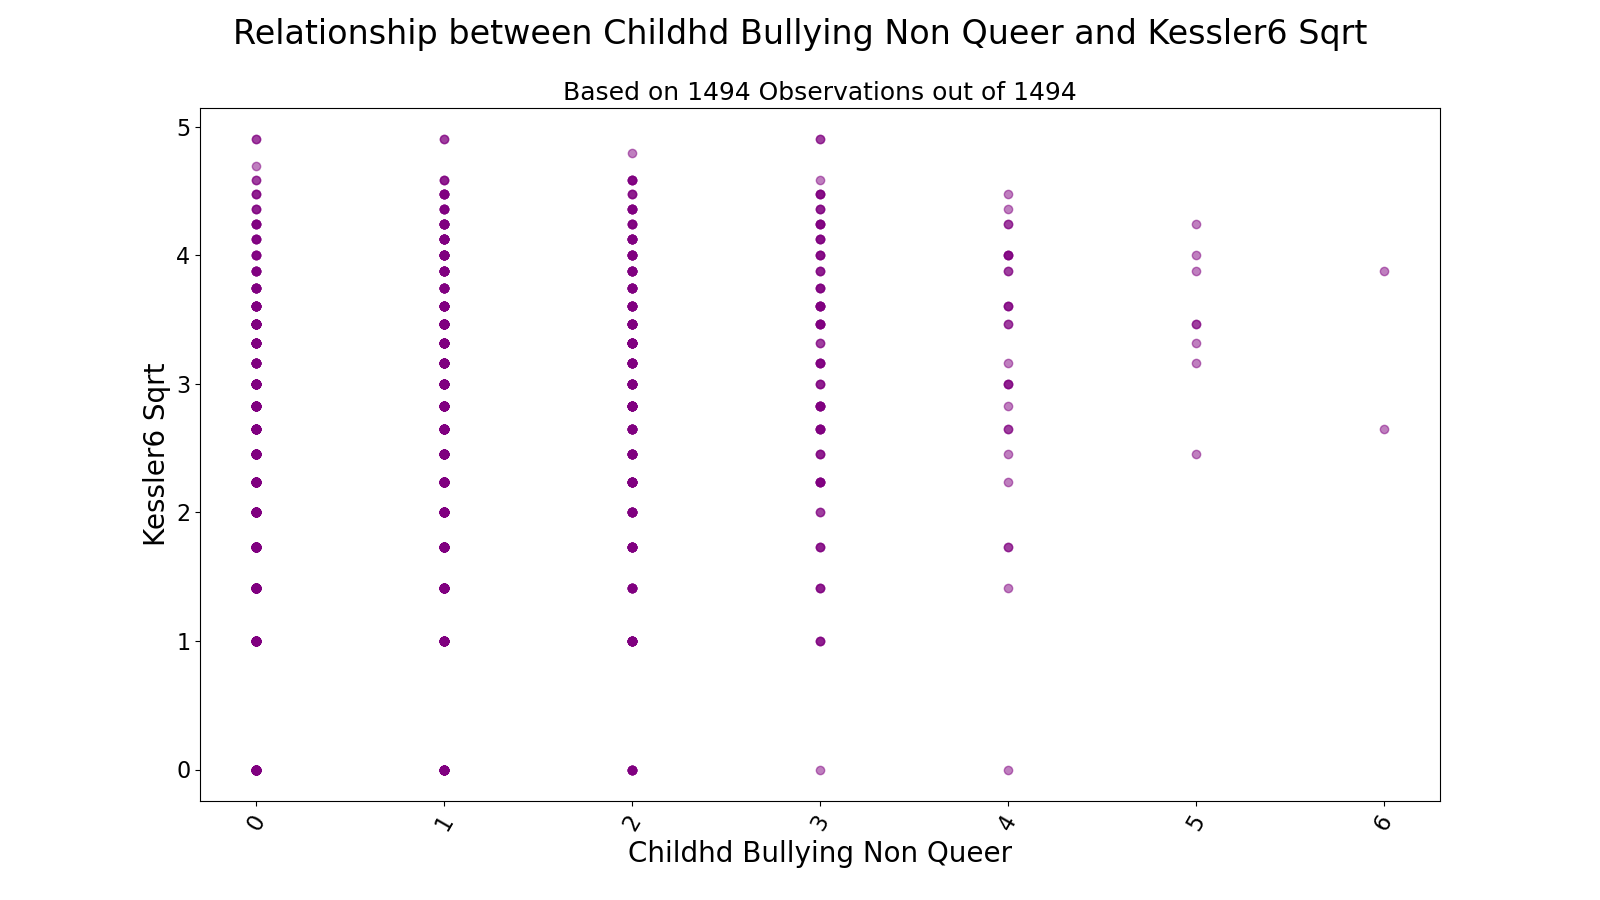 Relationship between Childhd Bullying Non Queer and Kessler6 Sqrt
Based on 1494 Observations out of 1494
5
4
3
2
1
0
Kessler6 Sqrt
0 1 2 3 4 5 6
Childhd Bullying Non Queer